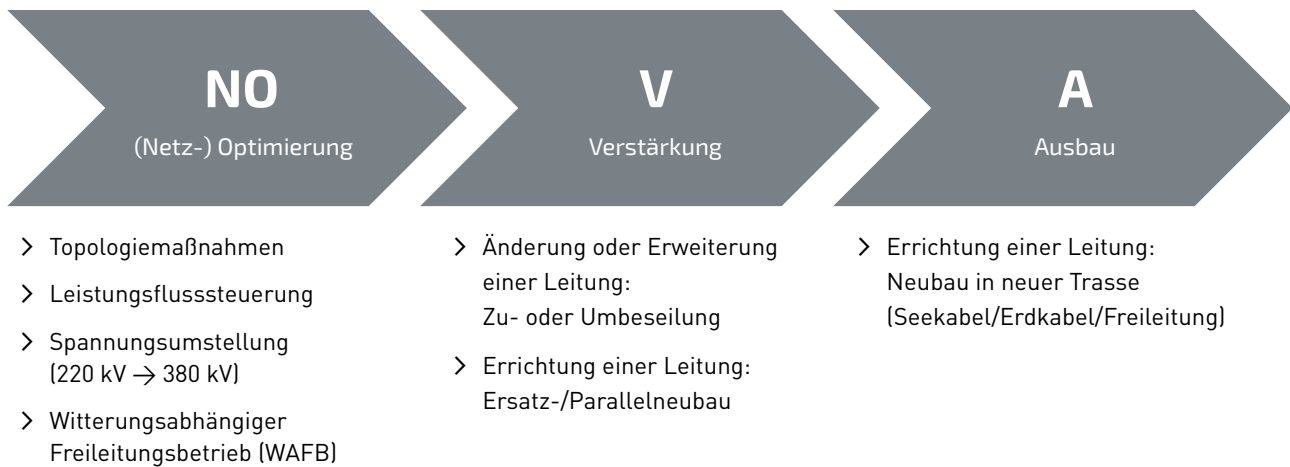 NO
(Netz-) Optimierung
> Topologiemaßnahmen
> Leistungsflusssteuerung
> Spannungsumstellung
(220 kV → 380 kV)
> Witterungsabhängiger
Freileitungsbetrieb (WAFB)
V
Verstärkung
> Änderung oder Erweiterung
einer Leitung:
Zu- oder Umbeseilung
> Errichtung einer Leitung:
Ersatz-/Parallelneubau
A
Ausbau
> Errichtung einer Leitung:
Neubau in neuer Trasse
(Seekabel/Erdkabel/Freileitung)